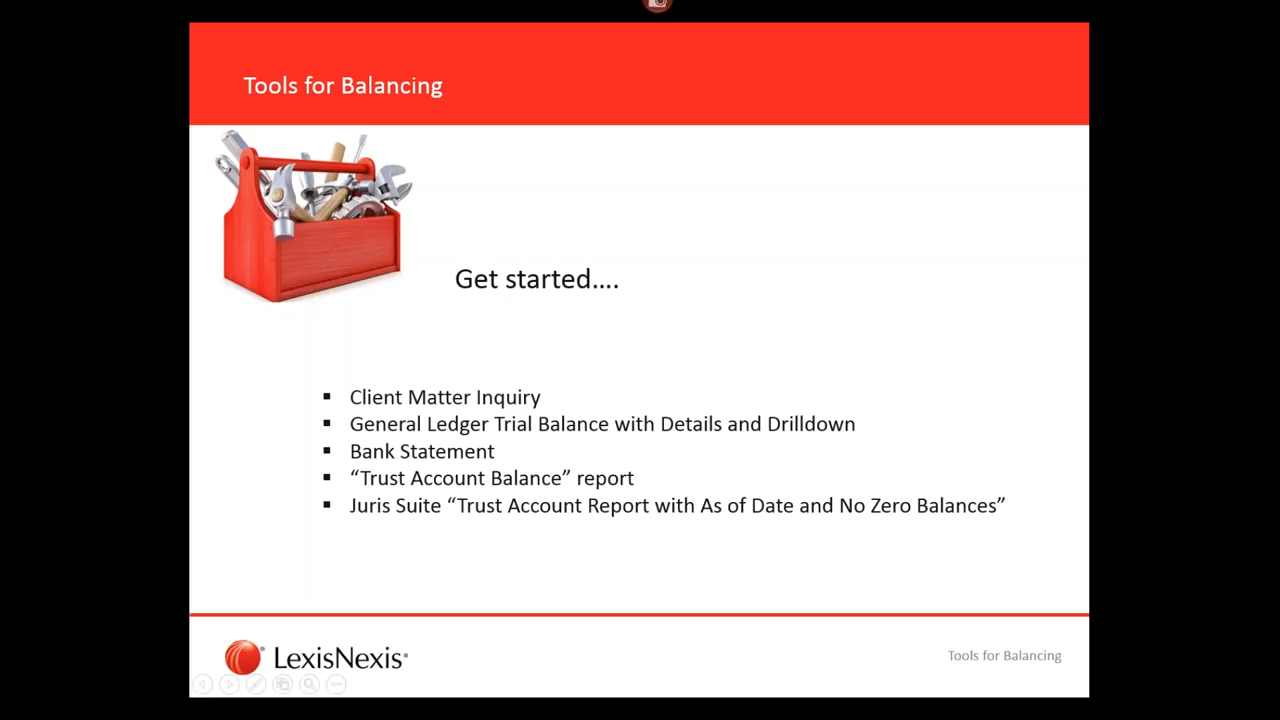 Tools for Balancing
Get started....
▪ Client Matter Inquiry
▪ General Ledger Trial Balance with Details and Drilldown
▪ Bank Statement
▪ “Trust Account Balance” report
▪ Juris Suite “Trust Account Report with As of Date and No Zero Balances”
LexisNexis®
Tools for Balancing